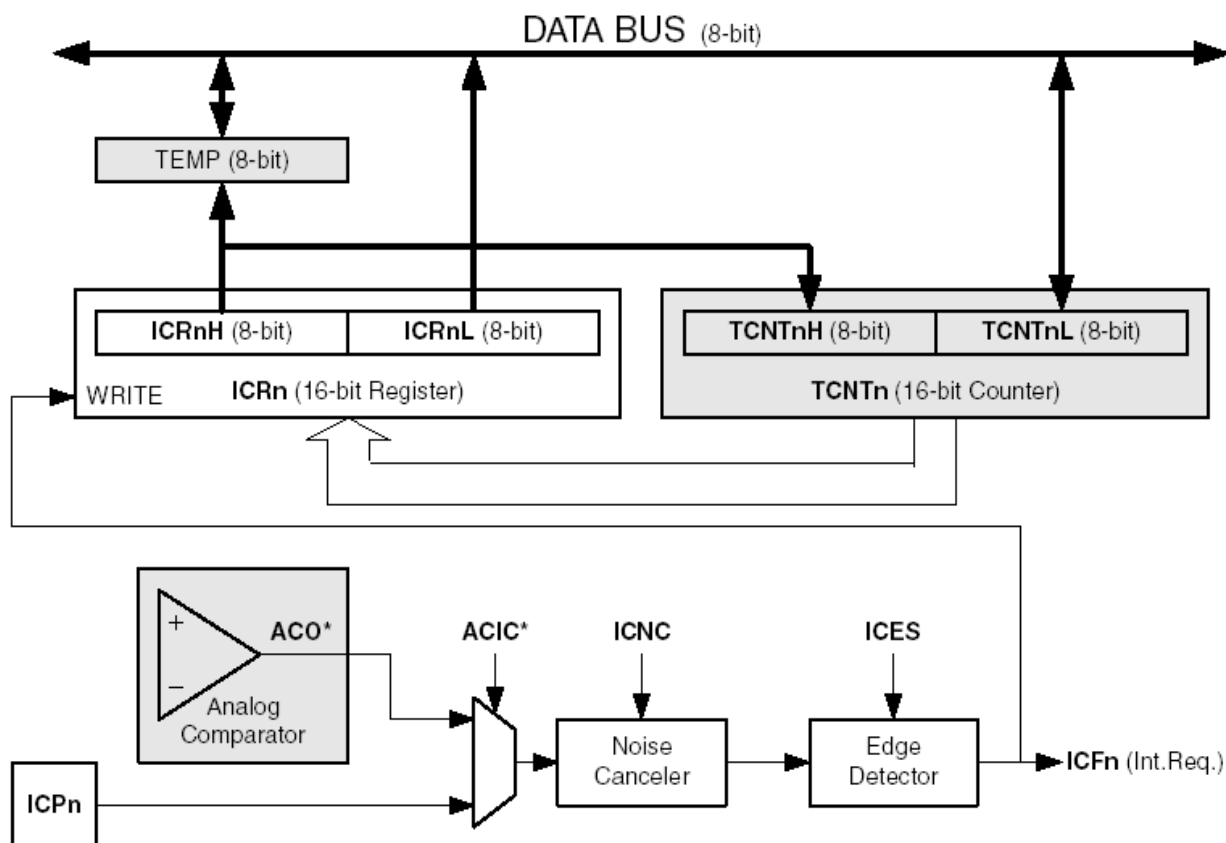 DATA BUS (8-bit)
TEMP (8-bit)
ICRnH (8-bit)
ICRnL (8-bit)
TCNTnH (8-bit)
TCNTnL (8-bit)
WRITE
ICRn (16-bit Register)
TCNTn (16-bit Counter)
+
−
ACO*
Analog
Comparator
ACIC*
ICNC
ICES
Noise
Canceler
Edge
Detector
ICFn (Int.Req.)
ICPn